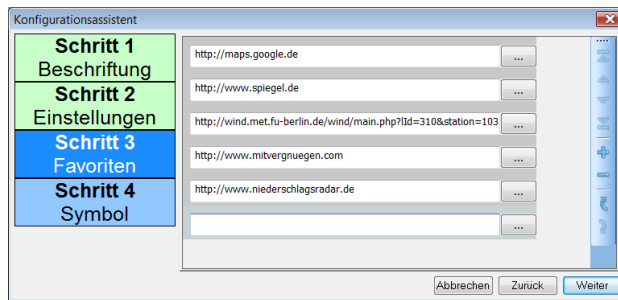 Konfigurationsassistent
Schritt 1
Beschriftung
Schritt 2
Einstellungen
Schritt 3
Favoriten
Schritt 4
Symbol
http://maps.google.de
...
http://www.spiegel.de
...
http://wind.met.fu-berlin.de/wind/main.php?lId=310&station=103
...
http://www.mitvergnuegen.com
...
http://www.niederschlagsradar.de
...
...
Abbrechen
Zurück
Weiter